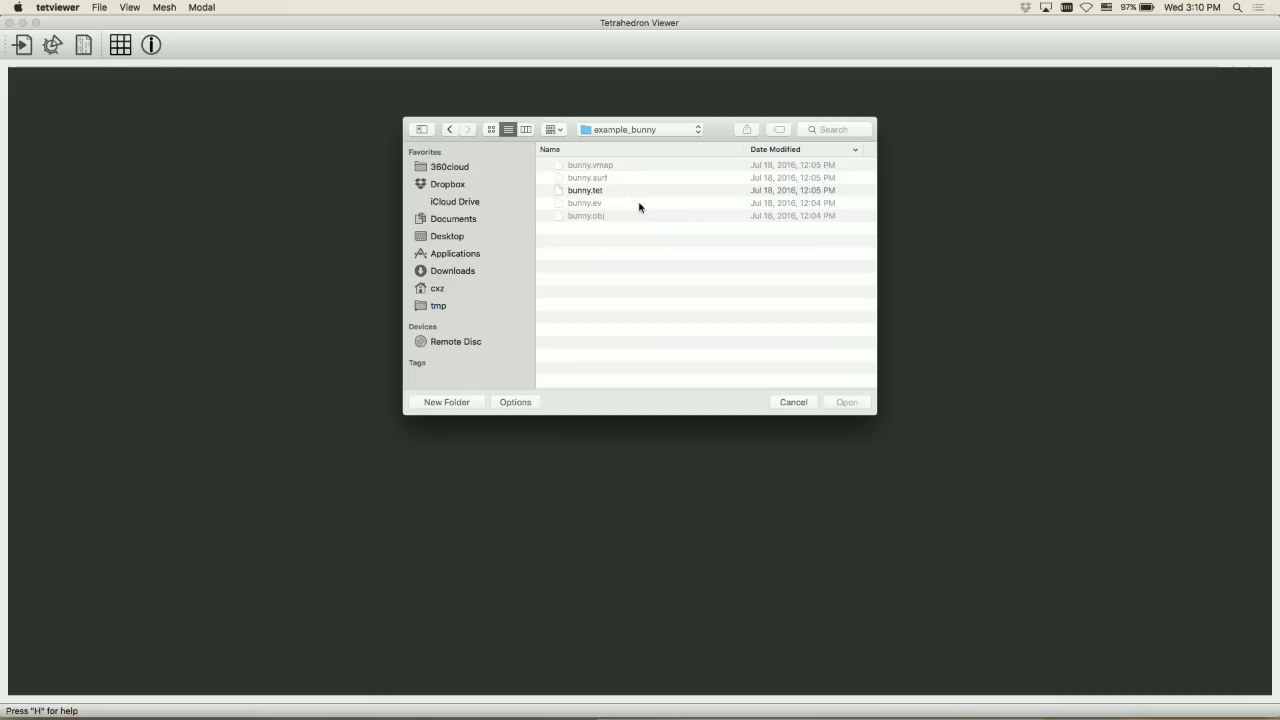 tetviewer File View Mesh Modal 97% Wed 3:10 PM
Tetrahedron Viewer
example_bunny Search
Favorites
360cloud
Dropbox
iCloud Drive
Documents
Desktop
Applications
Downloads
cxz
tmp
Devices
Remote Disc
Tags
Name Date Modified
bunny.vmap Jul 18, 2016, 12:05 PM
bunny.surf Jul 18, 2016, 12:05 PM
bunny.tet Jul 18, 2016, 12:05 PM
bunny.ev Jul 18, 2016, 12:04 PM
bunny.obj Jul 18, 2016, 12:04 PM
New Folder Options Cancel Open
Press "H" for help